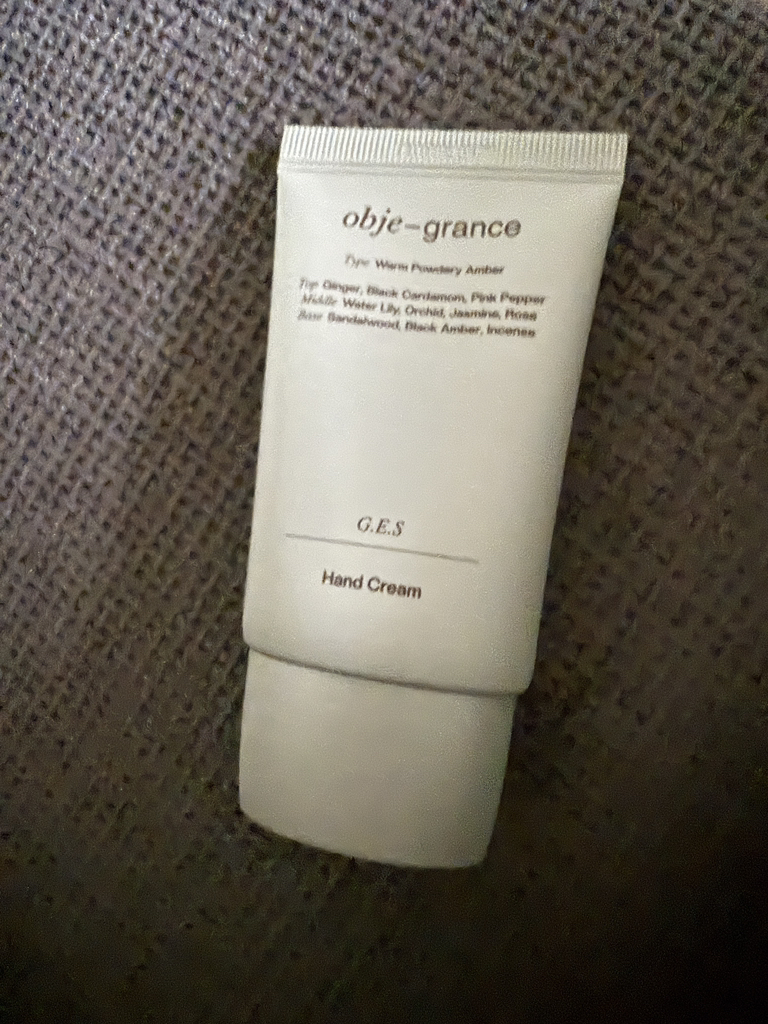 obje-grance
Type Warm Powdery Amber
Top Ginger, Black Cardamom, Pink Pepper
Middle Water Lily, Orchid, Jasmine, Rose
Base Sandalwood, Black Amber, Incense
G.E.S
Hand Cream